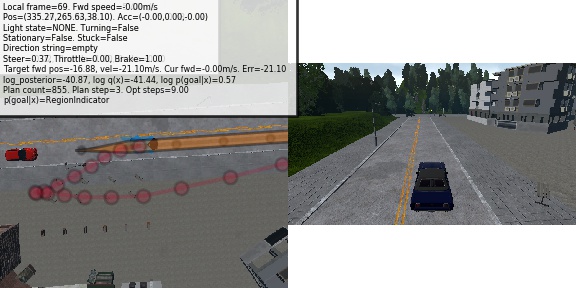 Local frame=69. Fwd speed=-0.00m/s
Pos=(335.27,265.63,38.10). Acc=(-0.00,0.00,-0.00)
Light state=NONE. Turning=False
Stationary=False. Stuck=False
Direction string=empty
Steer=0.37, Throttle=0.00, Brake=1.00
Target fwd pos=-16.88, vel=-21.10m/s. Cur fwd=-0.00m/s, Err=-21.10
log_posterior=-40.87, log q(x)=-41.44, log p(goal|x)=0.57
Plan count=855. Plan step=3. Opt steps=9.00
p(goal|x)=RegionIndicator